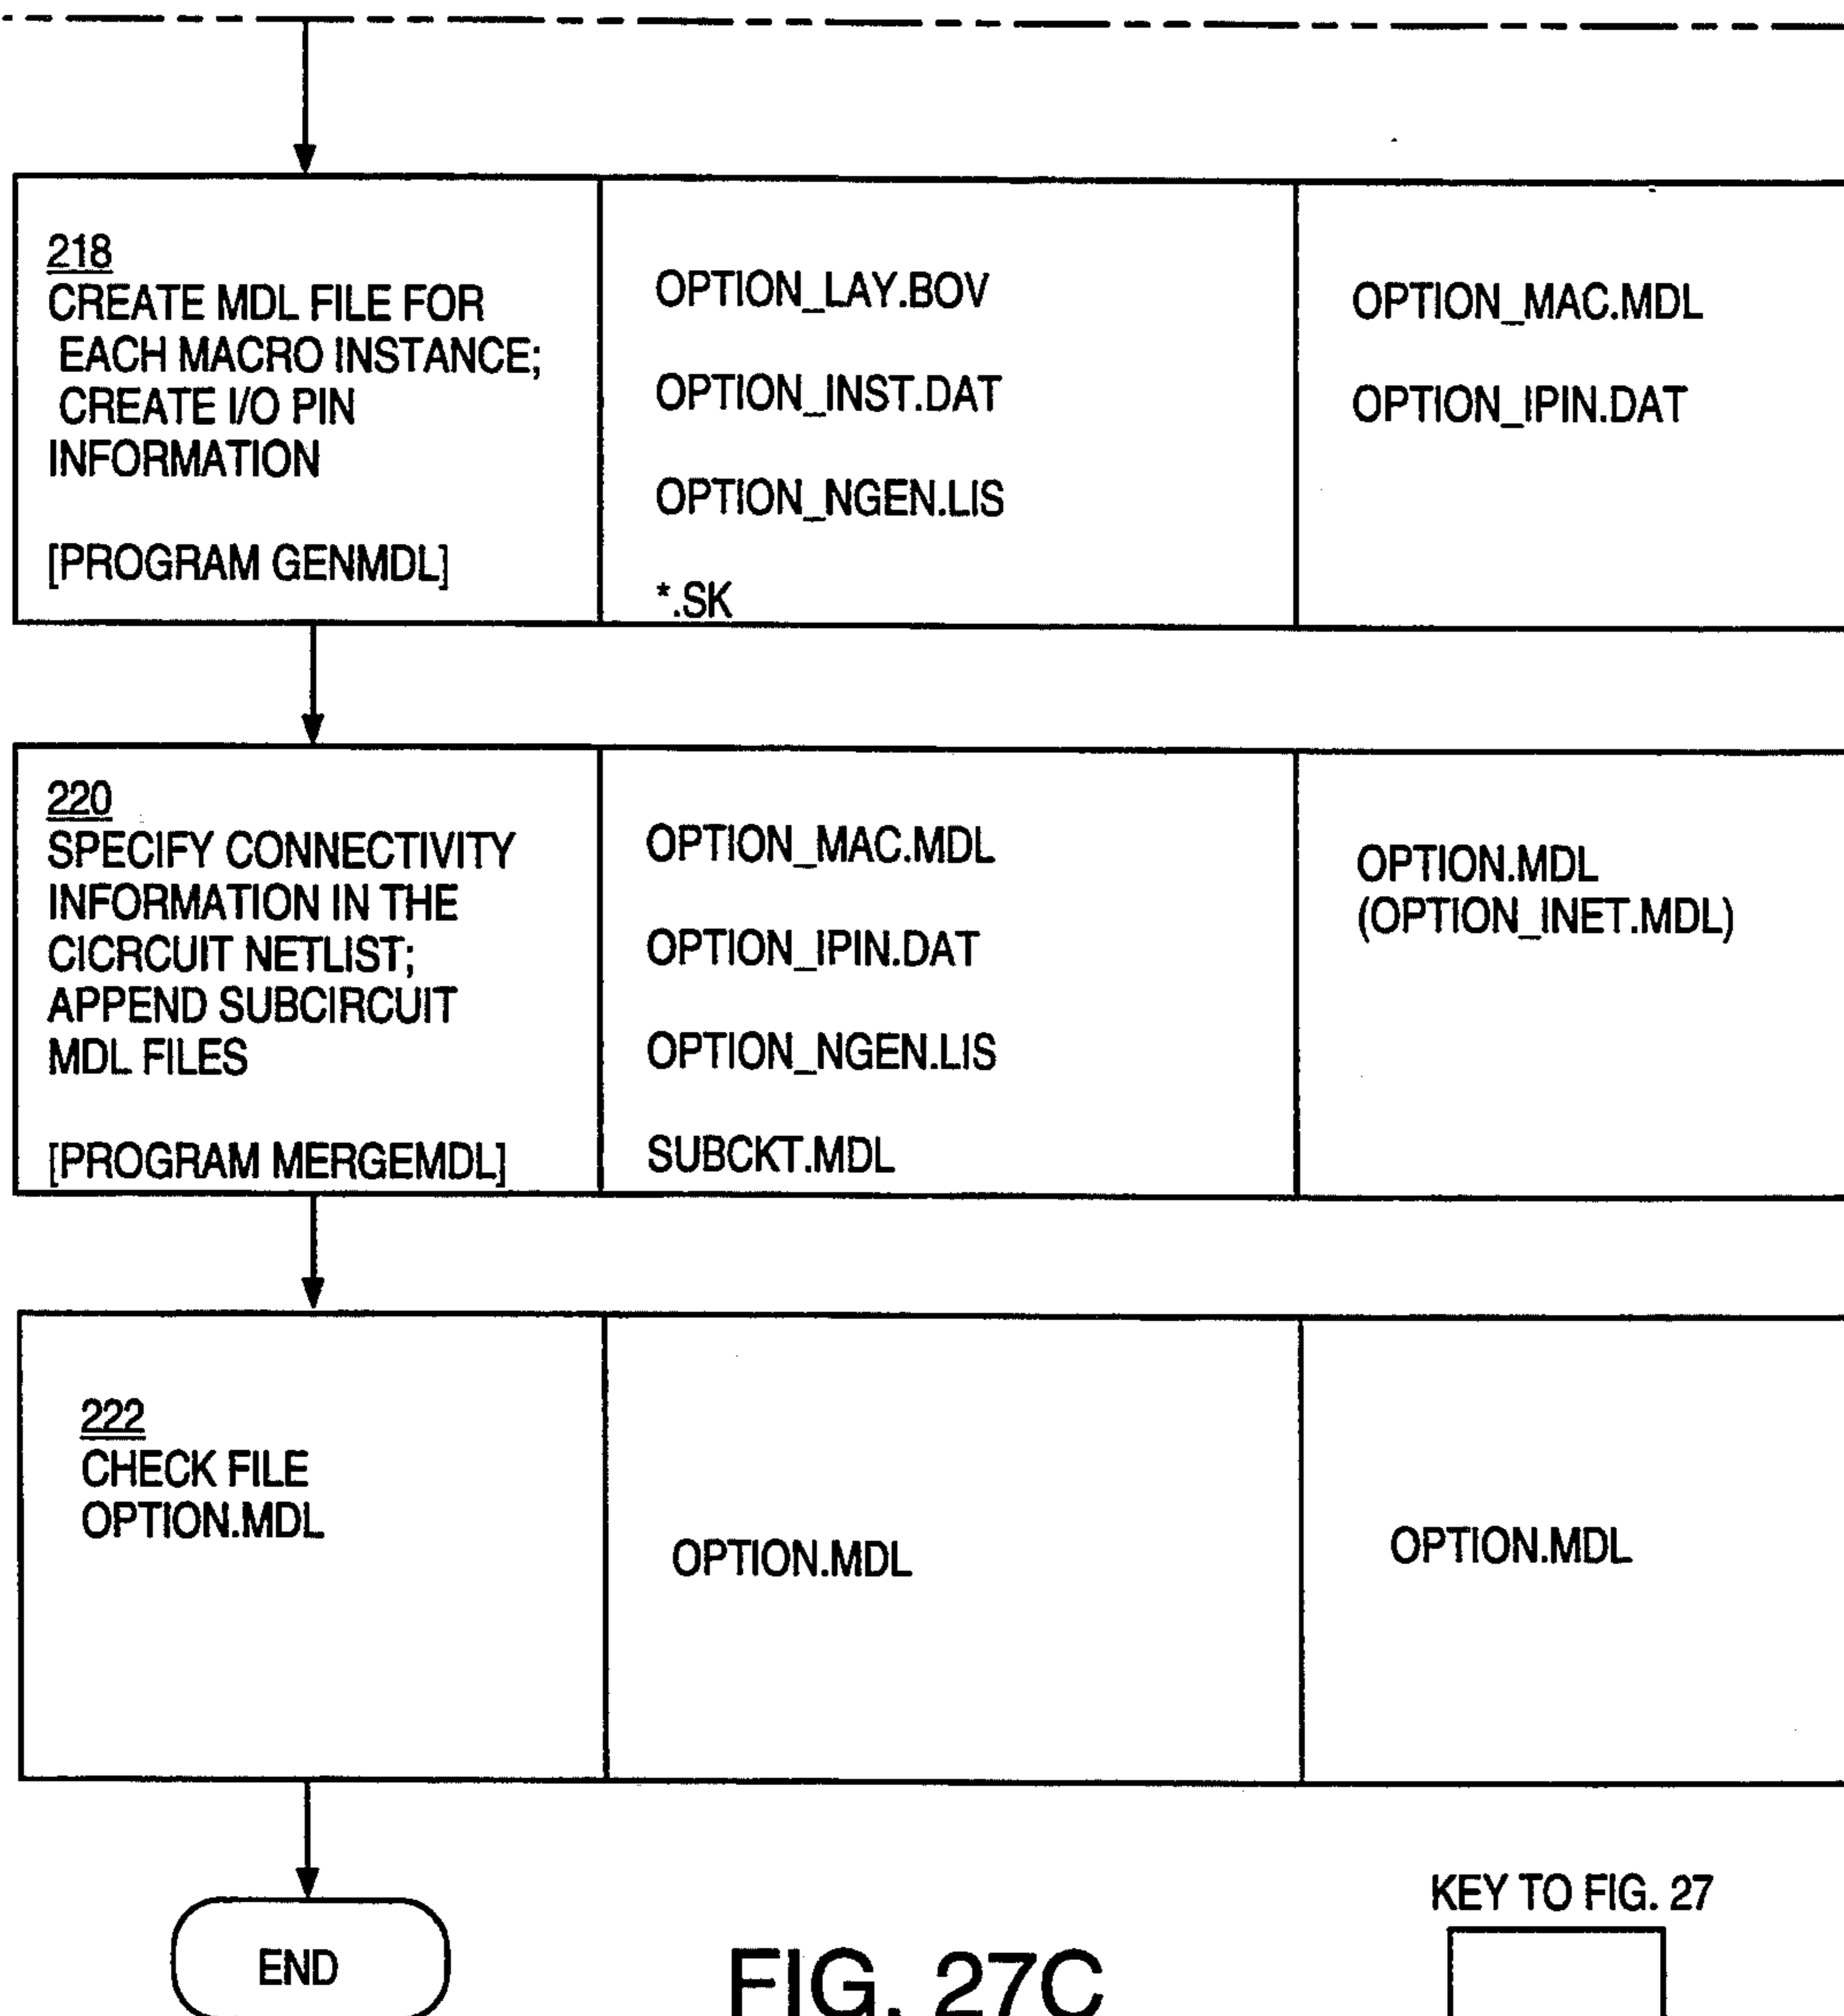 218
CREATE MDL FILE FOR
EACH MACRO INSTANCE;
CREATE I/O PIN
INFORMATION
[PROGRAM GENMDL]
OPTION_LAY.BOV
OPTION_INST.DAT
OPTION_NGEN.LIS
*.SK
OPTION_MAC.MDL
OPTION_IPIN.DAT
220
SPECIFY CONNECTIVITY
INFORMATION IN THE
CICRCUIT NETLIST;
APPEND SUBCIRCUIT
MDL FILES
[PROGRAM MERGEMDL]
OPTION_MAC.MDL
OPTION_IPIN.DAT
OPTION_NGEN.LIS
SUBCKT.MDL
OPTION.MDL
(OPTION_INET.MDL)
222
CHECK FILE
OPTION.MDL
OPTION.MDL
OPTION.MDL
END
FIG. 27C
KEY TO FIG. 27